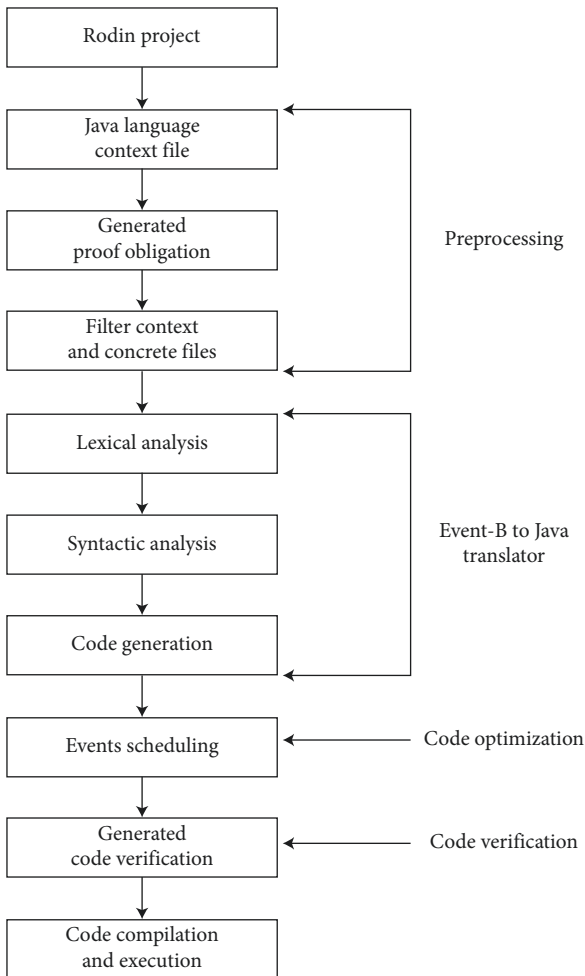 Rodin project
Java language
context file
Generated
proof obligation
Preprocessing
Filter context
and concrete files
Lexical analysis
Syntactic analysis
Event-B to Java
translator
Code generation
Events scheduling
Code optimization
Generated
code verification
Code verification
Code compilation
and execution